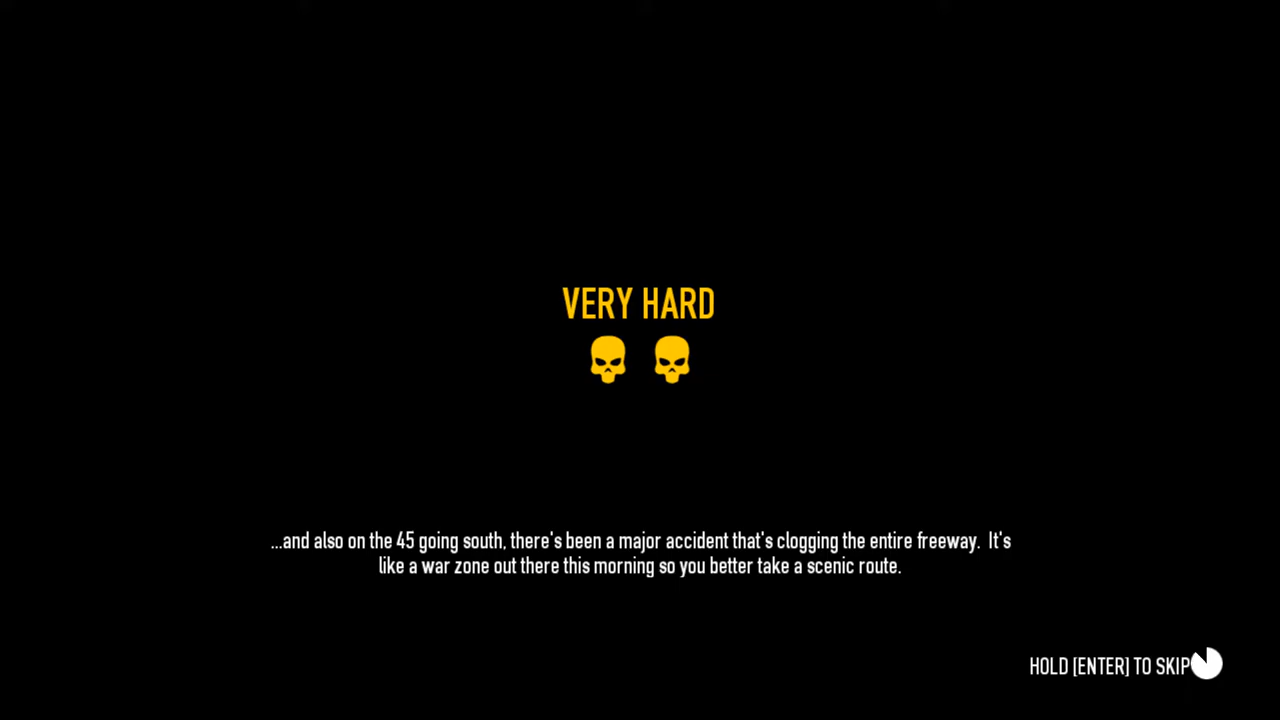 VERY HARD
...and also on the 45 going south, there's been a major accident that's clogging the entire freeway.  It's
like a war zone out there this morning so you better take a scenic route.
HOLD [ENTER] TO SKIP